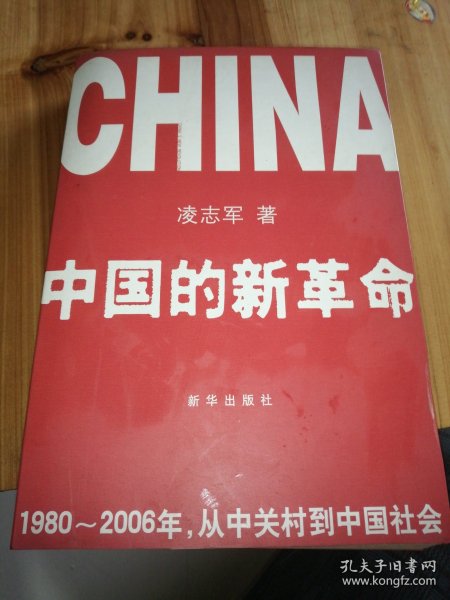 CHINA
凌志军 著
中国的新革命
新华出版社
1980～2006年，从中关村到中国社会
孔夫子旧书网
www.kongfz.com